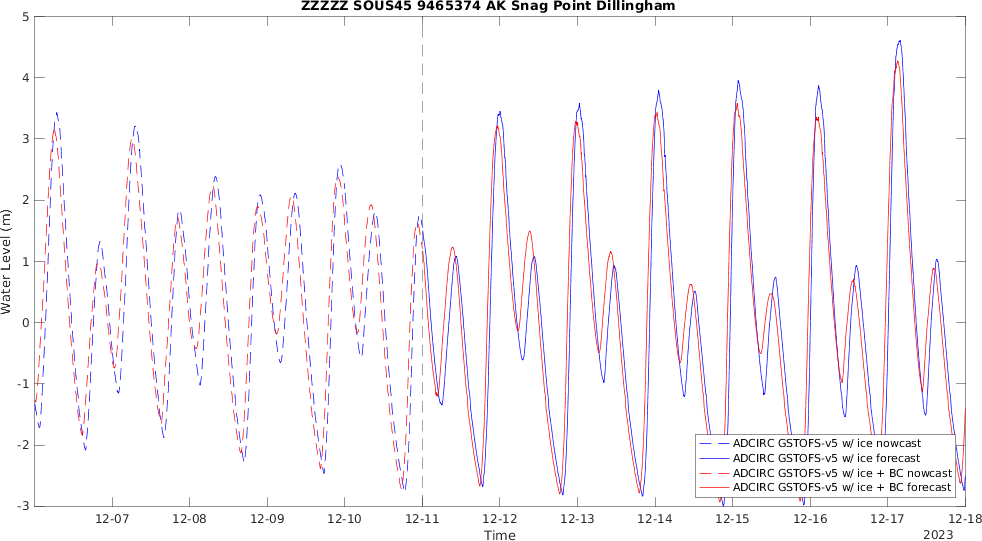 ZZZZZ SOUS45 9465374 AK Snag Point Dillingham
5
4
3
2
1
0
-1
-2
-3
Water Level (m)
ADCIRC GSTOFS-v5 w/ ice nowcast
ADCIRC GSTOFS-v5 w/ ice forecast
ADCIRC GSTOFS-v5 w/ ice + BC nowcast
ADCIRC GSTOFS-v5 w/ ice + BC forecast
12-07 12-08 12-09 12-10 12-11 12-12 12-13 12-14 12-15 12-16 12-17 12-18
Time
2023